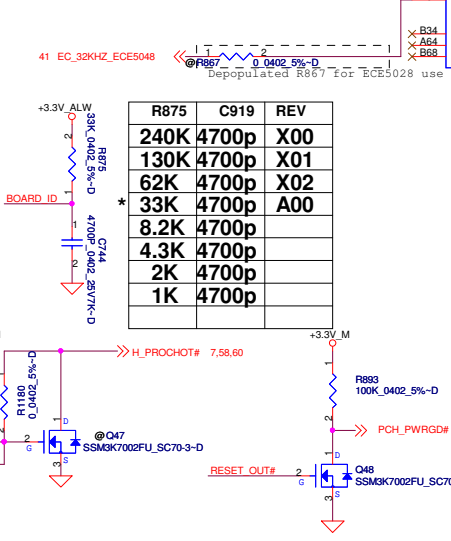 B34
A64
B68
41 EC_32KHZ_ECE5048
1 2
@R867 0_0402_5%~D
Depopulated R867 for ECE5028 use
+3.3V_ALW
2
R875
33K_0402_5%~D
1
BOARD_ID
1
C744
4700P_0402_25V7K~D
2
R875 C919 REV
240K 4700p X00
130K 4700p X01
62K 4700p X02
* 33K 4700p A00
8.2K 4700p
4.3K 4700p
2K 4700p
1K 4700p
H_PROCHOT# 7,58,60
2
R1180
0_0402_5%~D
1
1 D
2 G
3 S
@Q47
SSM3K7002FU_SC70-3~D
+3.3V_M
1
R893
100K_0402_5%~D
2
PCH_PWRGD#
RESET_OUT#
1 D
2 G
3 S
Q48
SSM3K7002FU_SC70